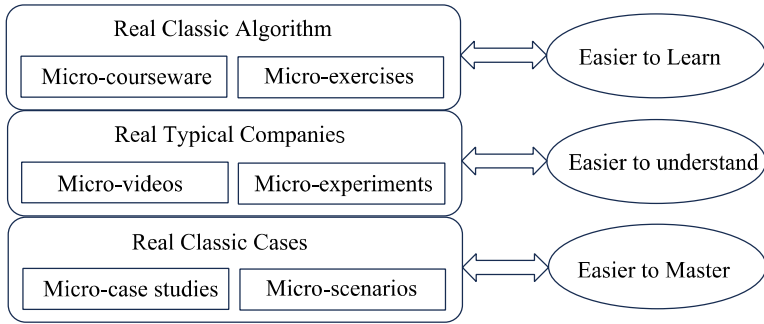 Real Classic Algorithm
Micro-courseware
Micro-exercises
Easier to Learn
Real Typical Companies
Micro-videos
Micro-experiments
Easier to understand
Real Classic Cases
Micro-case studies
Micro-scenarios
Easier to Master